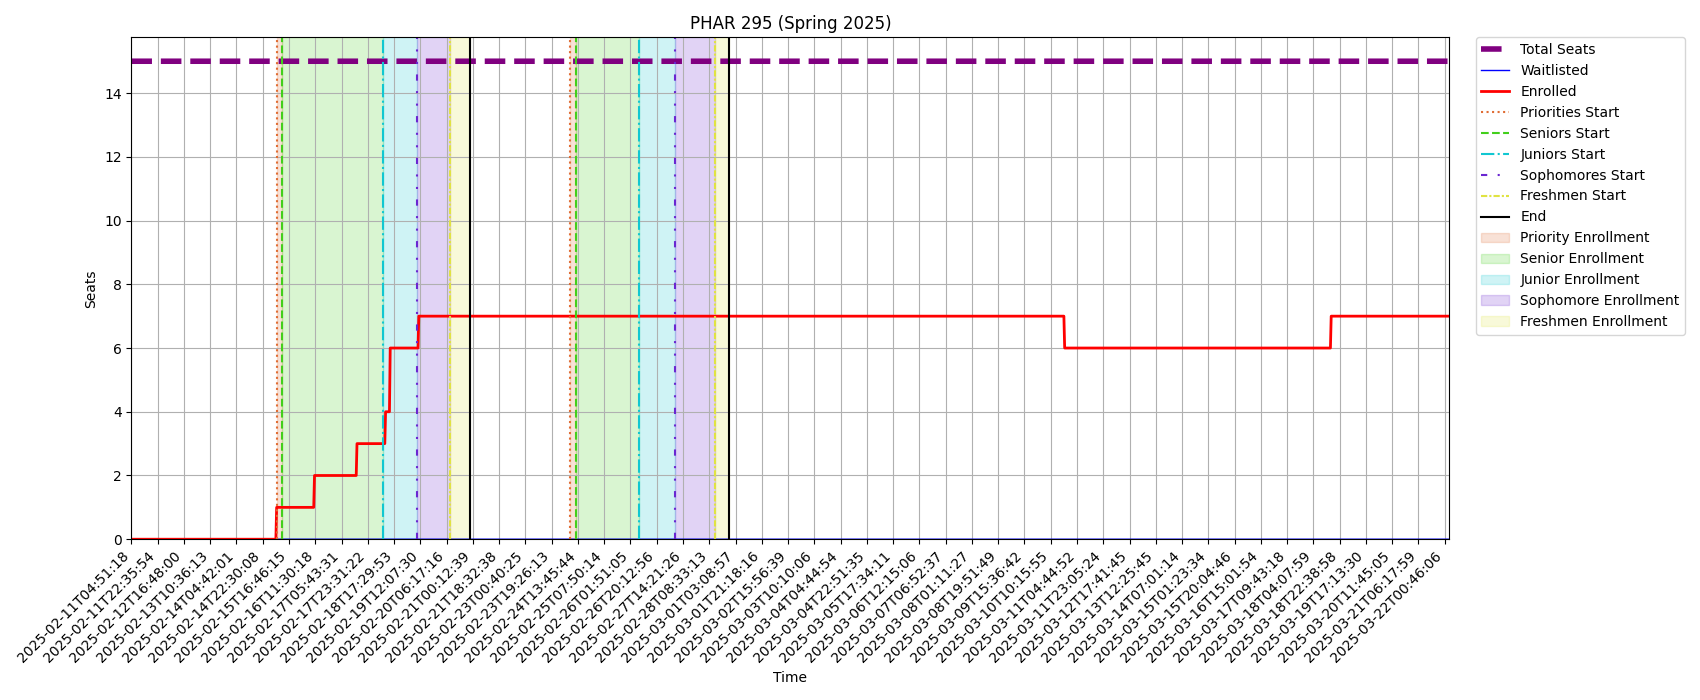 PHAR 295 (Spring 2025)
Seats
14
12
10
8
6
4
2
0
2025-02-11T04:51:18
2025-02-11T22:35:54
2025-02-12T16:48:00
2025-02-13T10:36:13
2025-02-14T04:42:01
2025-02-14T22:30:08
2025-02-15T16:46:15
2025-02-16T11:30:18
2025-02-17T05:43:31
2025-02-17T23:31:22
2025-02-18T17:29:53
2025-02-19T12:07:30
2025-02-20T06:17:16
2025-02-21T00:12:39
2025-02-21T18:32:38
2025-02-23T00:40:25
2025-02-23T19:26:13
2025-02-24T13:45:44
2025-02-25T07:50:14
2025-02-26T01:51:05
2025-02-26T20:12:56
2025-02-27T14:21:26
2025-02-28T08:33:13
2025-03-01T03:08:57
2025-03-01T21:18:16
2025-03-02T15:56:39
2025-03-03T10:10:06
2025-03-04T04:44:54
2025-03-04T22:51:35
2025-03-05T17:34:11
2025-03-06T12:15:06
2025-03-07T06:52:37
2025-03-08T01:11:27
2025-03-08T19:51:49
2025-03-09T15:36:42
2025-03-10T10:15:55
2025-03-11T04:44:52
2025-03-11T23:05:24
2025-03-12T17:41:45
2025-03-13T12:25:45
2025-03-14T07:01:14
2025-03-15T01:23:34
2025-03-15T20:04:46
2025-03-16T15:01:54
2025-03-17T09:43:18
2025-03-18T04:07:59
2025-03-18T22:38:58
2025-03-19T17:13:30
2025-03-20T11:45:05
2025-03-21T06:17:59
2025-03-22T00:46:06
Time
Total Seats
Waitlisted
Enrolled
Priorities Start
Seniors Start
Juniors Start
Sophomores Start
Freshmen Start
End
Priority Enrollment
Senior Enrollment
Junior Enrollment
Sophomore Enrollment
Freshmen Enrollment